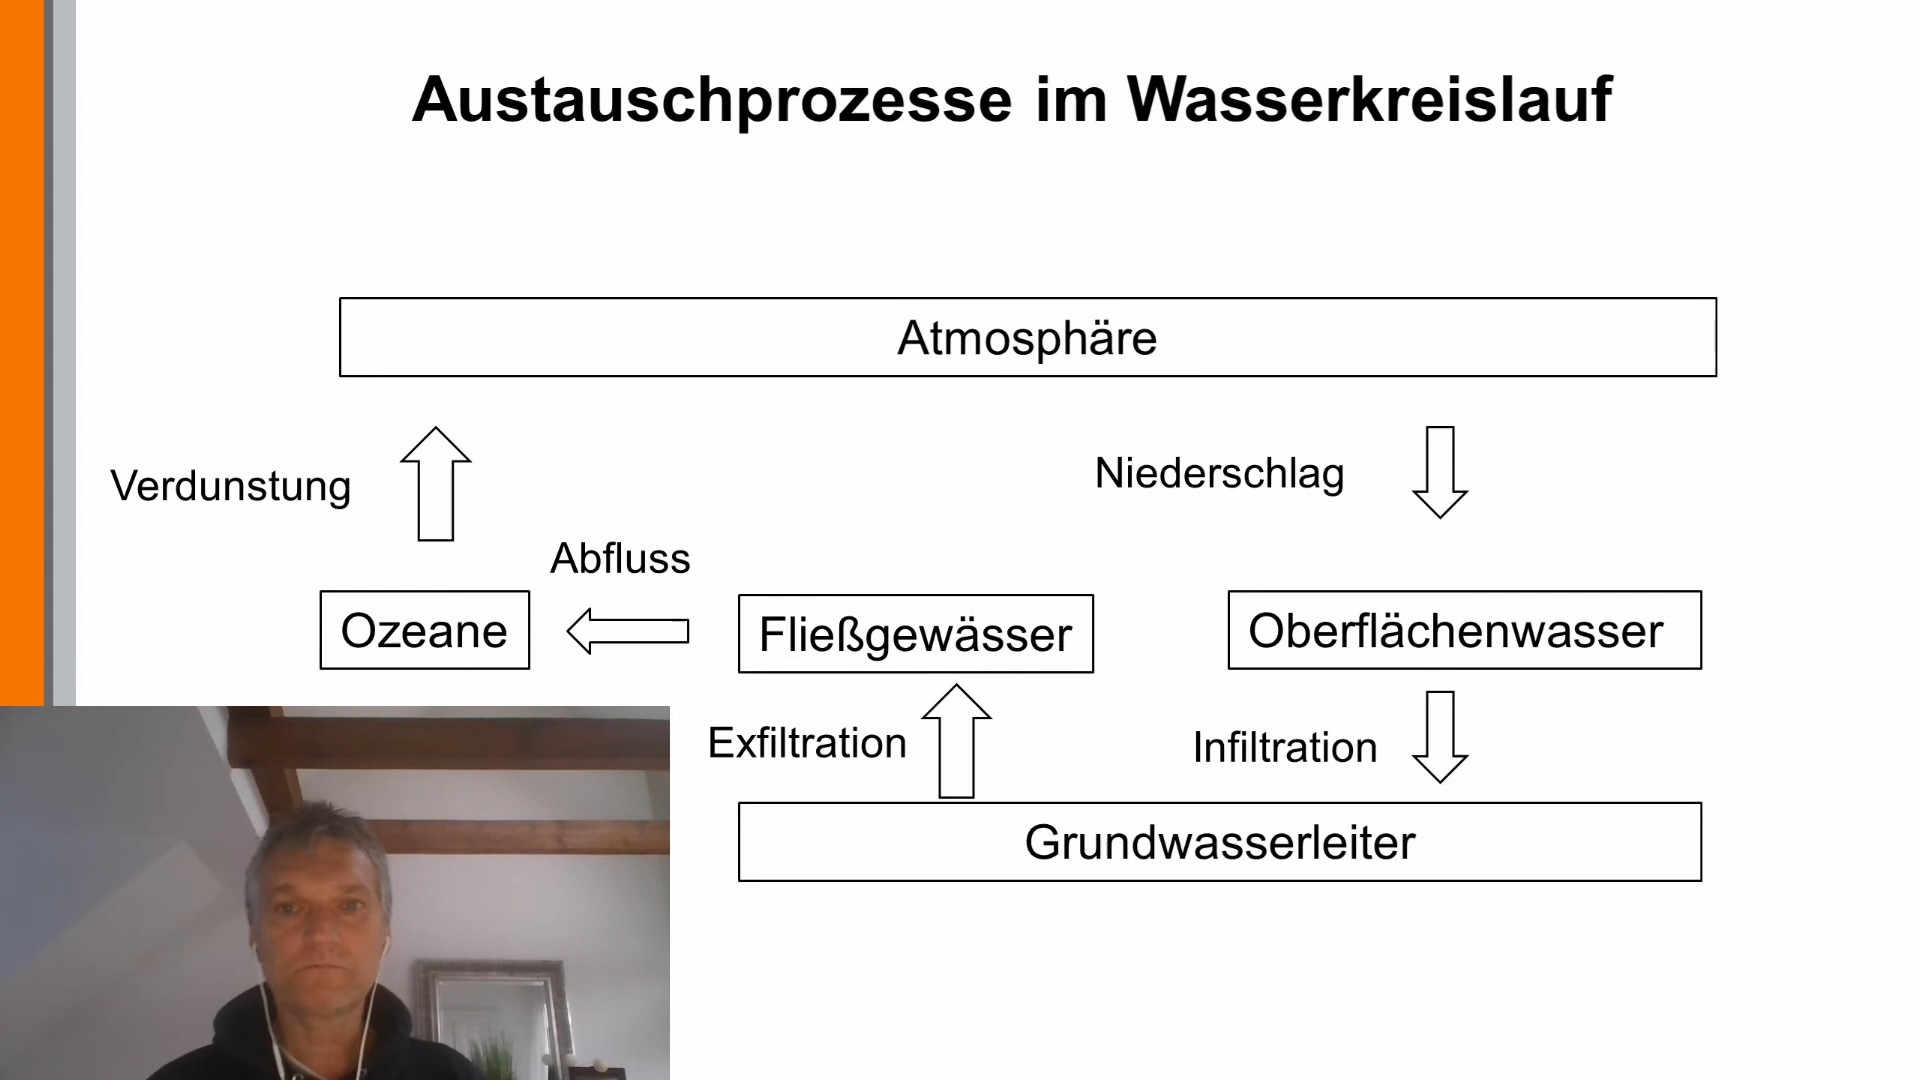 Austauschprozesse im Wasserkreislauf
Atmosphäre
Verdunstung
Niederschlag
Abfluss
Ozeane
Fließgewässer
Oberflächenwasser
Exfiltration
Infiltration
Grundwasserleiter